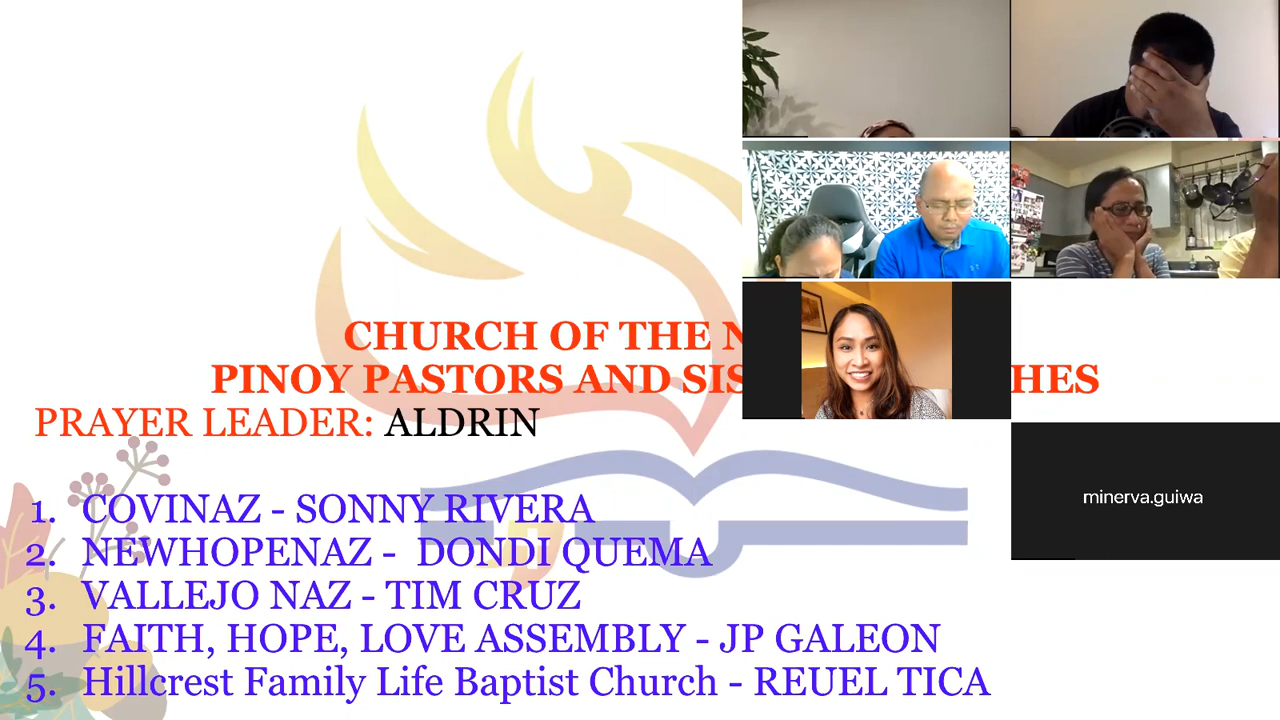 CHURCH OF THE
PINOY PASTORS AND
PRAYER LEADER: ALDRIN
1. COVINAZ - SONNY RIVERA
2. NEWHOPENAZ - DONDI QUEMA
3. VALLEJO NAZ - TIM CRUZ
4. FAITH, HOPE, LOVE ASSEMBLY - JP GALEON
5. Hillcrest Family Life Baptist Church - REUEL TICA
minerva.guiwa